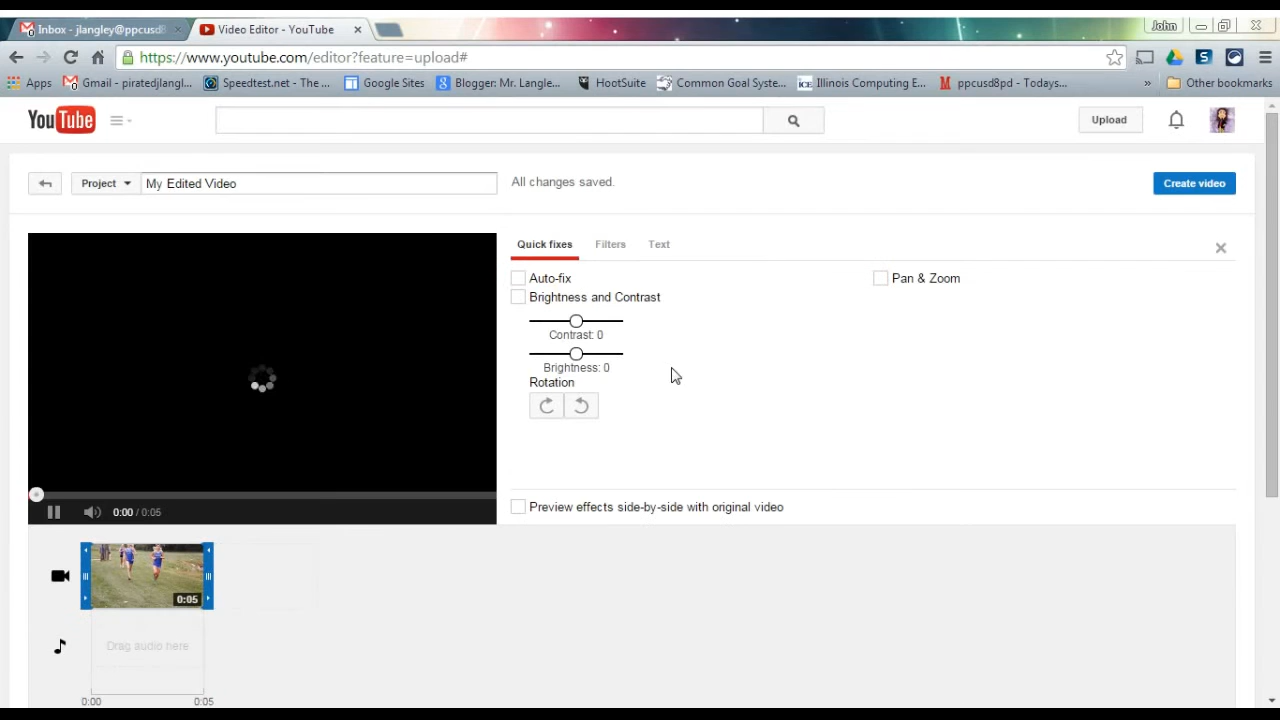 Inbox - jlangley@ppcusd8
Video Editor - YouTube
John
https://www.youtube.com/editor?feature=upload#
Apps
Gmail - piratedjlangl...
Speedtest.net - The ...
Google Sites
Blogger: Mr. Langle...
HootSuite
Common Goal Syste...
Illinois Computing E...
ppcusd8pd - Todays...
»
Other bookmarks
YouTube
Upload
Project
My Edited Video
All changes saved.
Create video
Quick fixes
Filters
Text
Auto-fix
Pan & Zoom
Brightness and Contrast
Contrast: 0
Brightness: 0
Rotation
0:00 / 0:05
Preview effects side-by-side with original video
0:05
Drag audio here
0:00
0:05